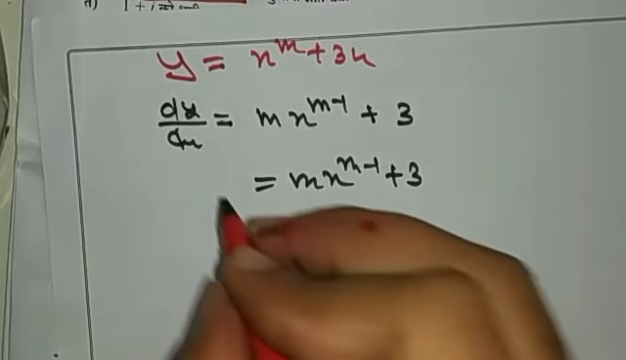 y = x^m + 3x
dy/dx = mx^{m-1} + 3
= mx^{m-1} + 3